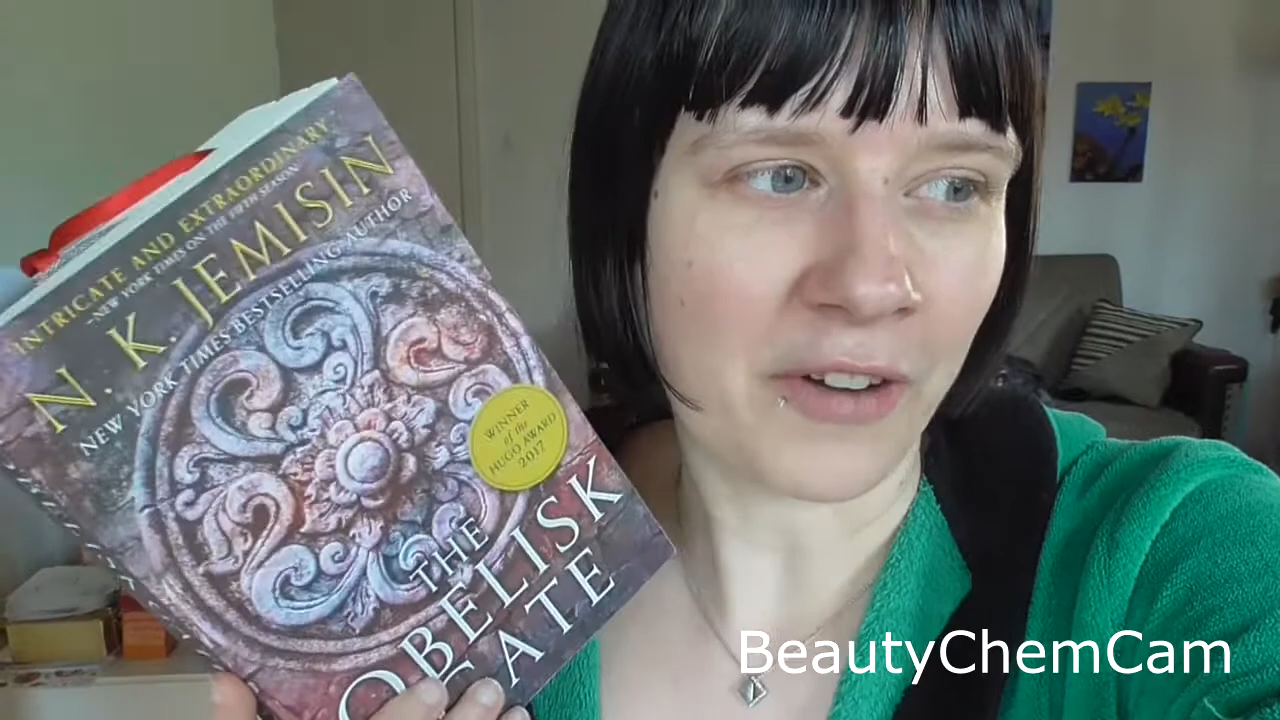 INTRICATE AND EXTRAORDINARY
-NEW YORK TIMES ON THE FIFTH SEASON
N. K. JEMISIN
NEW YORK TIMES BESTSELLING AUTHOR
WINNER
of the
HUGO AWARD
2017
THE
OBELISK
GATE
BeautyChemCam